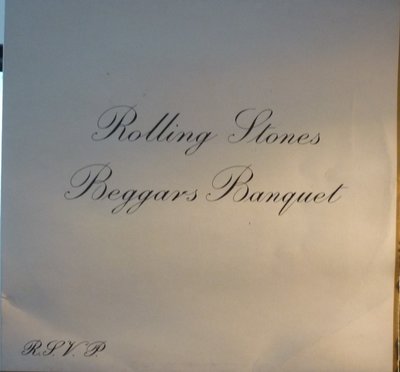 Rolling Stones
Beggars Banquet
R.S.V. P